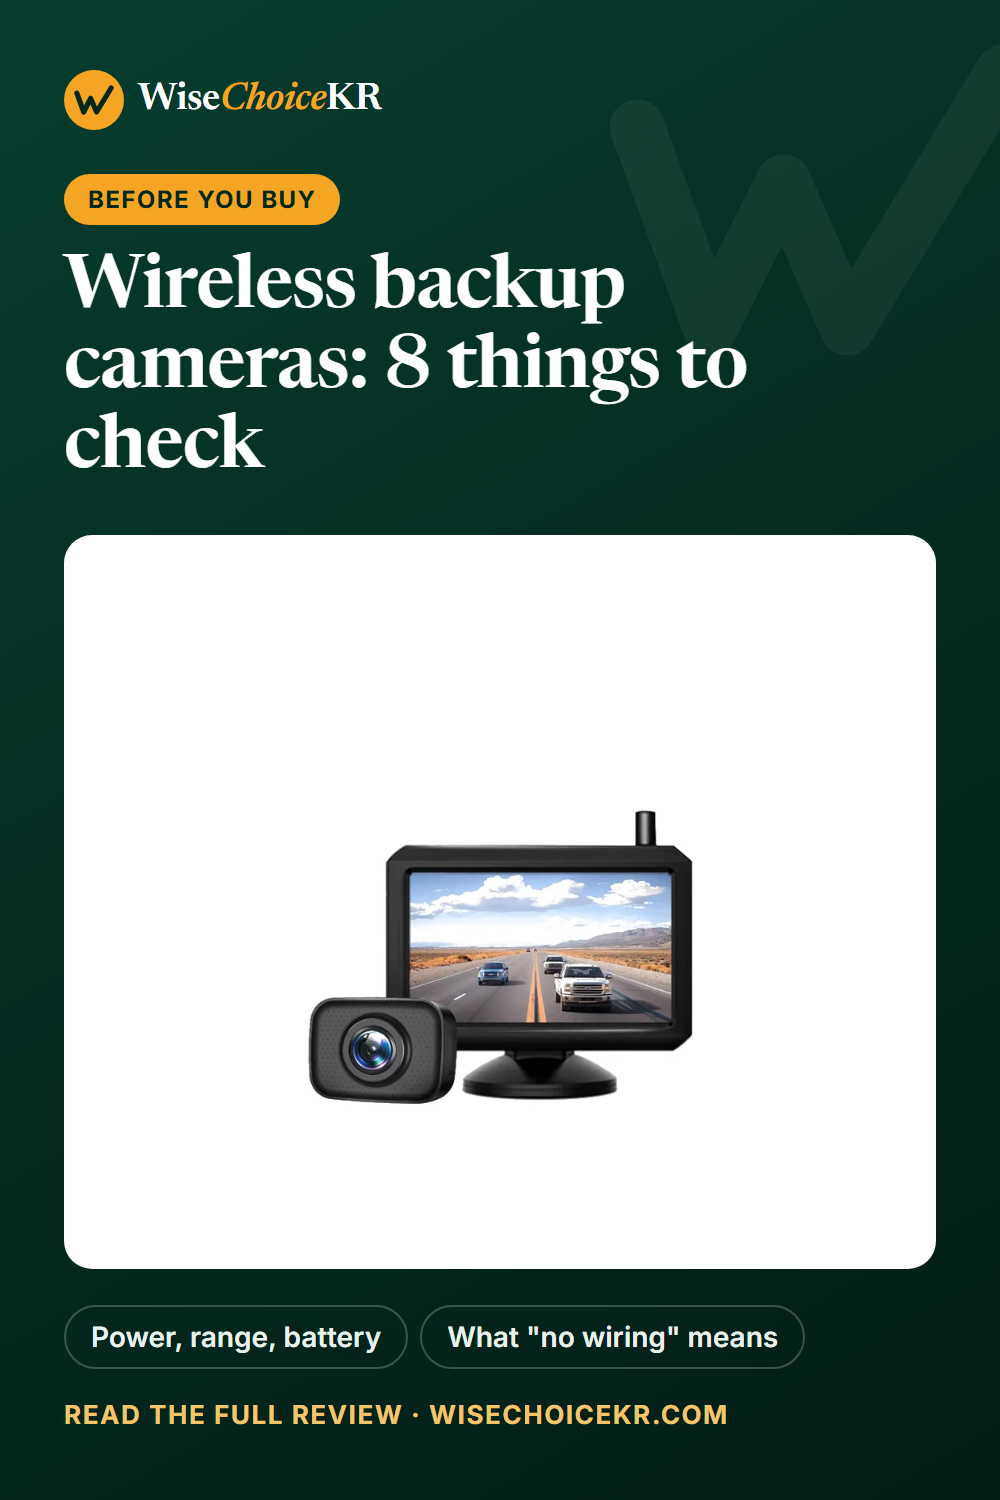 WiseChoiceKR
BEFORE YOU BUY
Wireless backup
cameras: 8 things to
check
Power, range, battery
What "no wiring" means
READ THE FULL REVIEW · WISECHOICEKR.COM